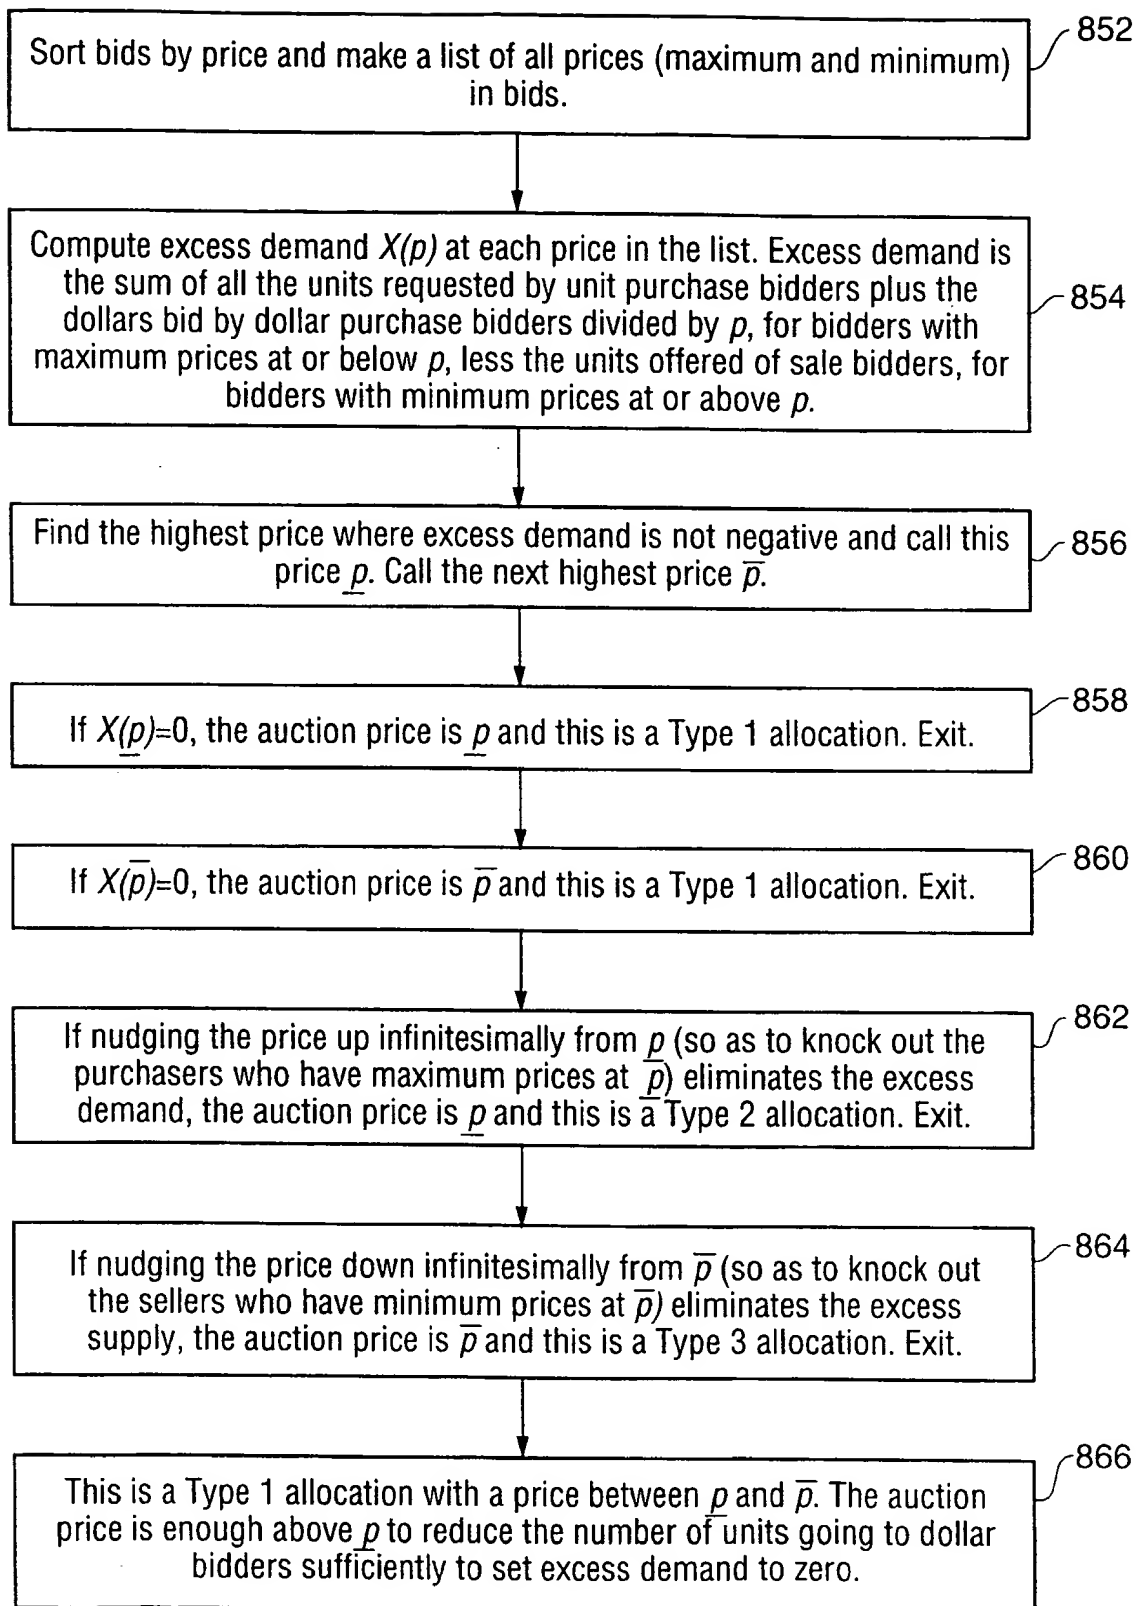 852
Sort bids by price and make a list of all prices (maximum and minimum)
in bids.
Compute excess demand X(p) at each price in the list. Excess demand is
the sum of all the units requested by unit purchase bidders plus the
dollars bid by dollar purchase bidders divided by p, for bidders with
maximum prices at or below p, less the units offered of sale bidders, for
bidders with minimum prices at or above p.
854
Find the highest price where excess demand is not negative and call this
price p̲. Call the next highest price p̅.
856
If X(p̲)=0, the auction price is p̲ and this is a Type 1 allocation. Exit.
858
If X(p̅)=0, the auction price is p̅ and this is a Type 1 allocation. Exit.
860
If nudging the price up infinitesimally from p̲ (so as to knock out the
purchasers who have maximum prices at p̲) eliminates the excess
demand, the auction price is p̲ and this is a Type 2 allocation. Exit.
862
If nudging the price down infinitesimally from p̅ (so as to knock out
the sellers who have minimum prices at p̅) eliminates the excess
supply, the auction price is p̅ and this is a Type 3 allocation. Exit.
864
This is a Type 1 allocation with a price between p̲ and p̅. The auction
price is enough above p̲ to reduce the number of units going to dollar
bidders sufficiently to set excess demand to zero.
866